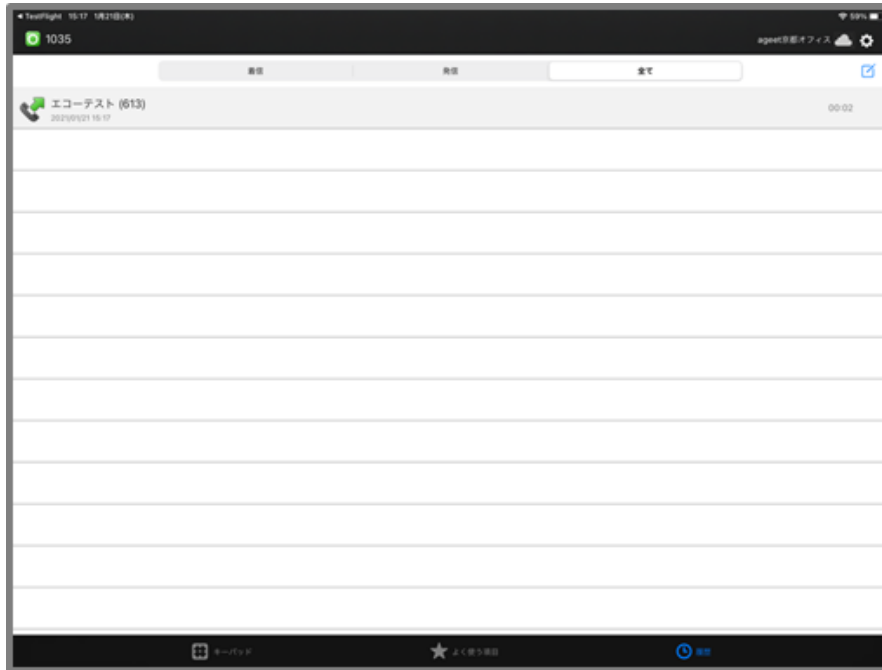 ◀TestFlight 15:17 1月21日(木) 59%
1035 ageet京都オフィス
着信 発信 全て
エコーテスト (613) 00:02
2021/01/21 15:17
キーパッド よく使う項目 履歴